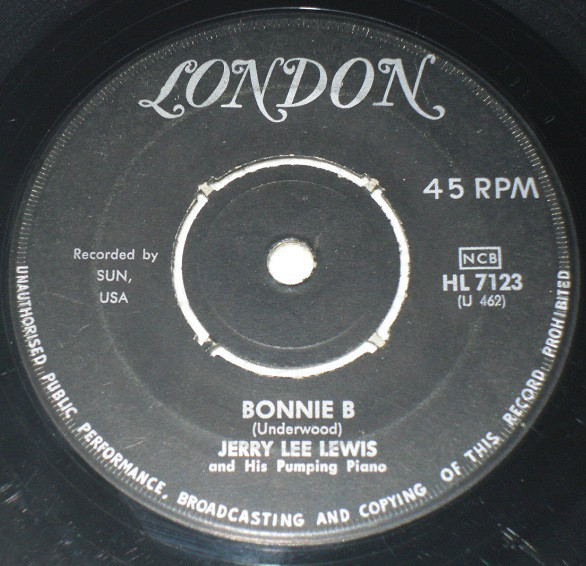 LONDON
45 RPM
Recorded by
SUN,
USA
NCB
HL 7123
(U 462)
BONNIE B
(Underwood)
JERRY LEE LEWIS
and His Pumping Piano
UNAUTHORISED PUBLIC PERFORMANCE, BROADCASTING AND COPYING OF THIS RECORD PROHIBITED